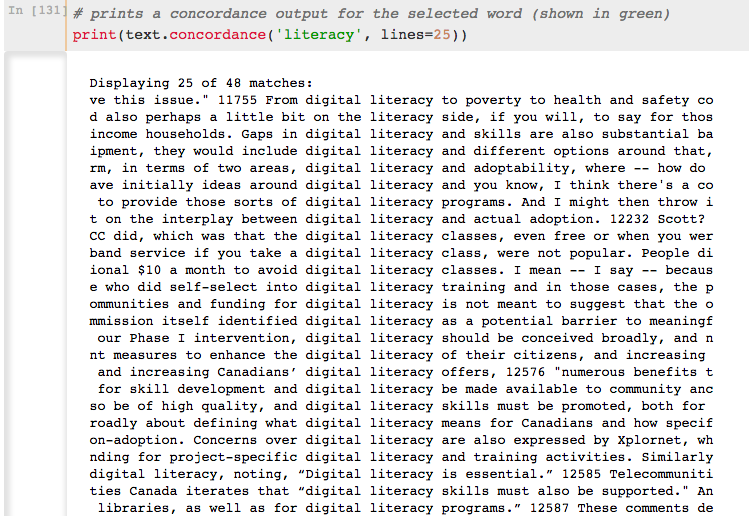 In [131]
# prints a concordance output for the selected word (shown in green)
print(text.concordance('literacy', lines=25))
Displaying 25 of 48 matches:
ve this issue." 11755 From digital literacy to poverty to health and safety co
d also perhaps a little bit on the literacy side, if you will, to say for thos
income households. Gaps in digital literacy and skills are also substantial ba
ipment, they would include digital literacy and different options around that,
rm, in terms of two areas, digital literacy and adoptability, where -- how do
ave initially ideas around digital literacy and you know, I think there's a co
to provide those sorts of digital literacy programs. And I might then throw i
t on the interplay between digital literacy and actual adoption. 12232 Scott?
CC did, which was that the digital literacy classes, even free or when you wer
band service if you take a digital literacy class, were not popular. People di
ional $10 a month to avoid digital literacy classes. I mean -- I say -- becaus
e who did self-select into digital literacy training and in those cases, the p
ommunities and funding for digital literacy is not meant to suggest that the o
mmission itself identified digital literacy as a potential barrier to meaningf
our Phase I intervention, digital literacy should be conceived broadly, and n
nt measures to enhance the digital literacy of their citizens, and increasing
and increasing Canadians’ digital literacy offers, 12576 "numerous benefits t
for skill development and digital literacy be made available to community anc
so be of high quality, and digital literacy skills must be promoted, both for
roadly about defining what digital literacy means for Canadians and how specif
on-adoption. Concerns over digital literacy are also expressed by Xplornet, wh
nding for project-specific digital literacy and training activities. Similarly
digital literacy, noting, “Digital literacy is essential.” 12585 Telecommuniti
ties Canada iterates that “digital literacy skills must also be supported." An
libraries, as well as for digital literacy programs.” 12587 These comments de